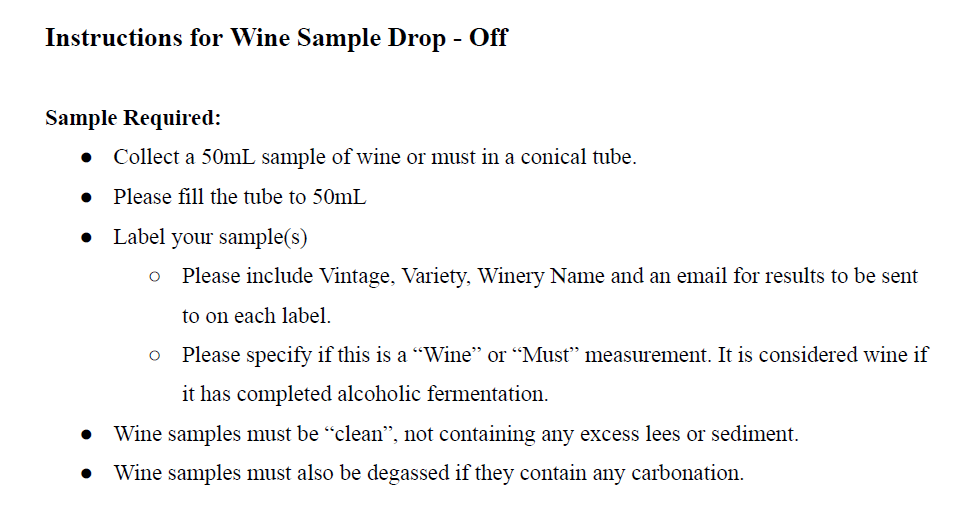 Instructions for Wine Sample Drop - Off
Sample Required:
● Collect a 50mL sample of wine or must in a conical tube.
● Please fill the tube to 50mL
● Label your sample(s)
○ Please include Vintage, Variety, Winery Name and an email for results to be sent
to on each label.
○ Please specify if this is a “Wine” or “Must” measurement. It is considered wine if
it has completed alcoholic fermentation.
● Wine samples must be “clean”, not containing any excess lees or sediment.
● Wine samples must also be degassed if they contain any carbonation.